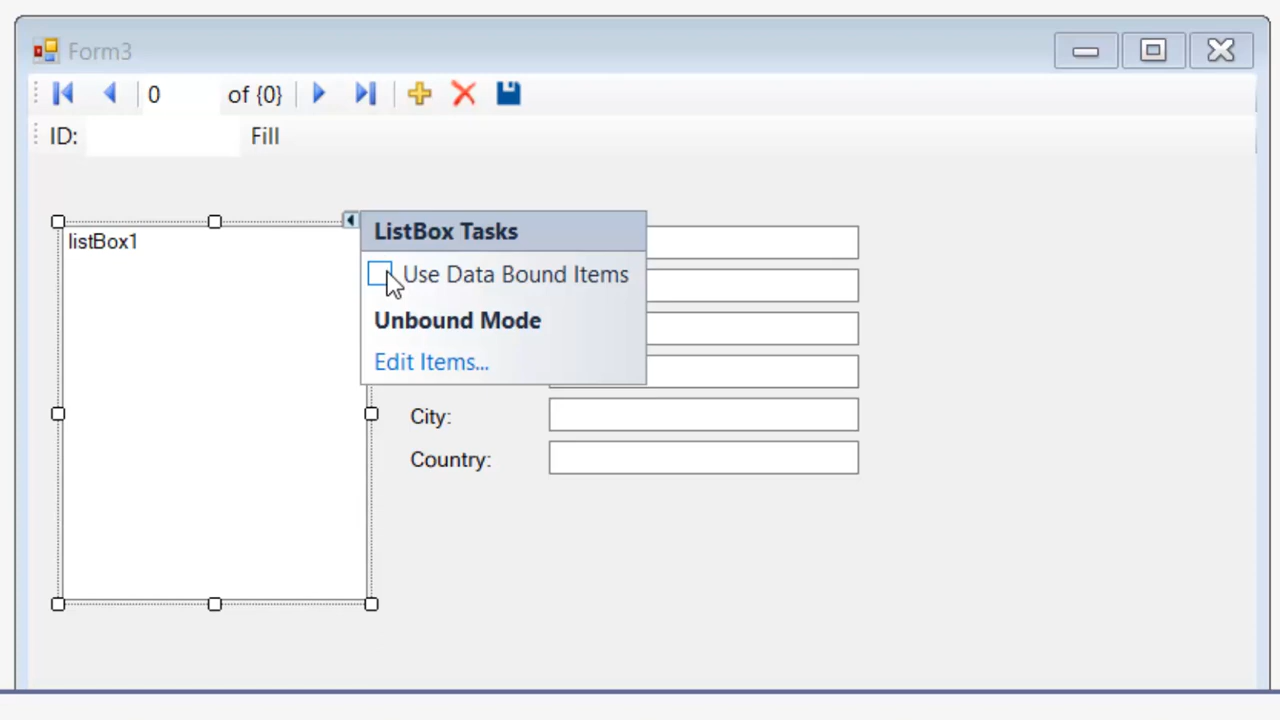 Form3
0 of {0}
ID: Fill
listBox1
ListBox Tasks
Use Data Bound Items
Unbound Mode
Edit Items...
City:
Country: